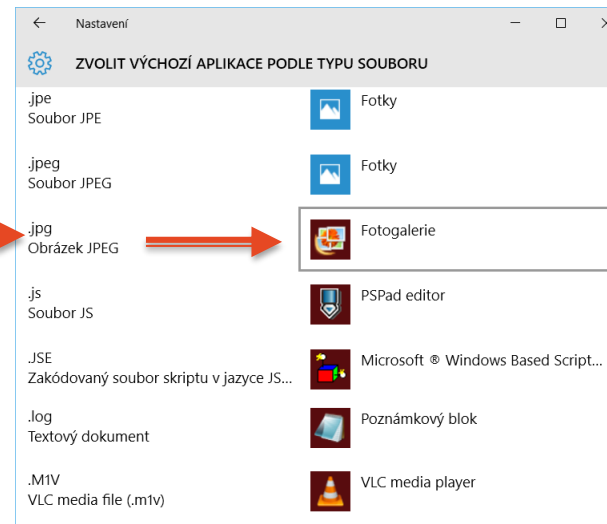 Nastavení
ZVOLIT VÝCHOZÍ APLIKACE PODLE TYPU SOUBORU
.jpe
Soubor JPE
Fotky
.jpeg
Soubor JPEG
Fotky
.jpg
Obrázek JPEG
Fotogalerie
.js
Soubor JS
PSPad editor
.JSE
Zakódovaný soubor skriptu v jazyce JS...
Microsoft ® Windows Based Script...
.log
Textový dokument
Poznámkový blok
.M1V
VLC media file (.m1v)
VLC media player